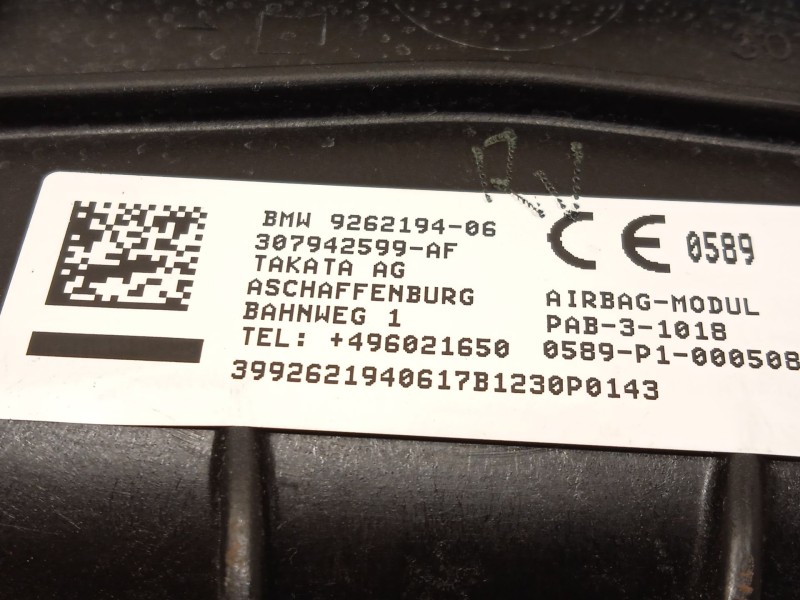 BMW 9262194-06
307942599-AF
TAKATA AG
ASCHAFFENBURG
BAHNWEG 1
TEL: +496021650
CE 0589
AIRBAG-MODUL
PAB-3-1018
0589-P1-000508
3992621940617B1230P0143